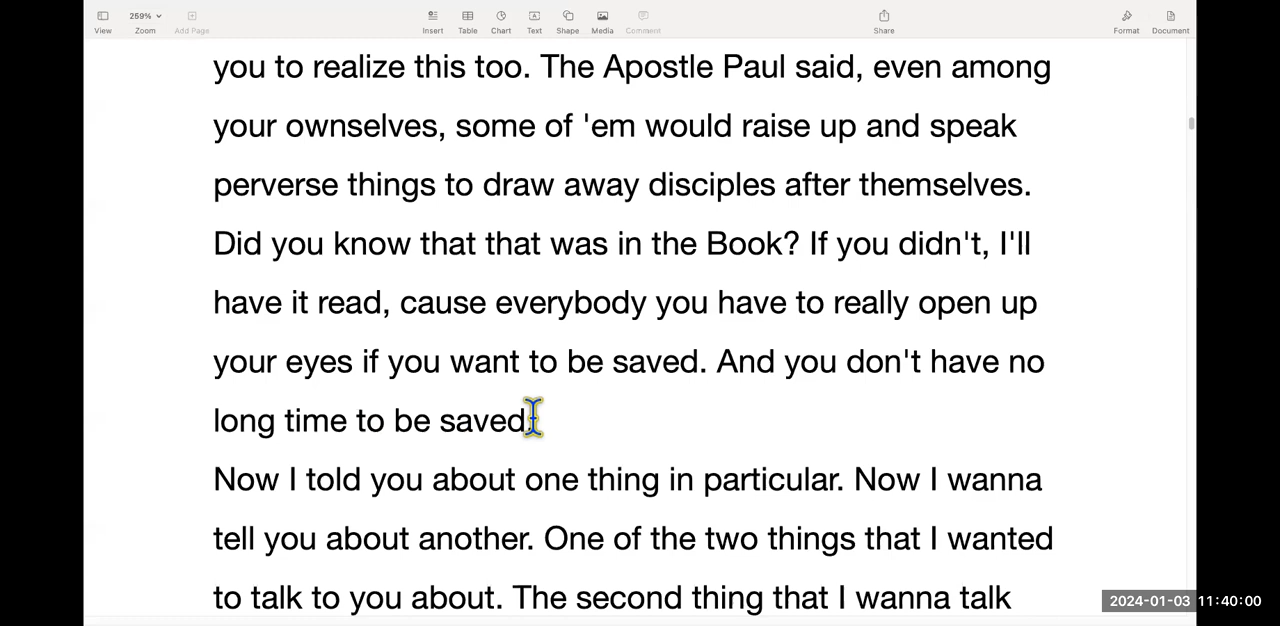 259%
View
Zoom
Add Page
Insert
Table
Chart
Text
Shape
Media
Comment
Share
Format
Document
you to realize this too. The Apostle Paul said, even among
your ownselves, some of 'em would raise up and speak
perverse things to draw away disciples after themselves.
Did you know that that was in the Book? If you didn't, I'll
have it read, cause everybody you have to really open up
your eyes if you want to be saved. And you don't have no
long time to be saved.
Now I told you about one thing in particular. Now I wanna
tell you about another. One of the two things that I wanted
to talk to you about. The second thing that I wanna talk
2024-01-03 11:40:00